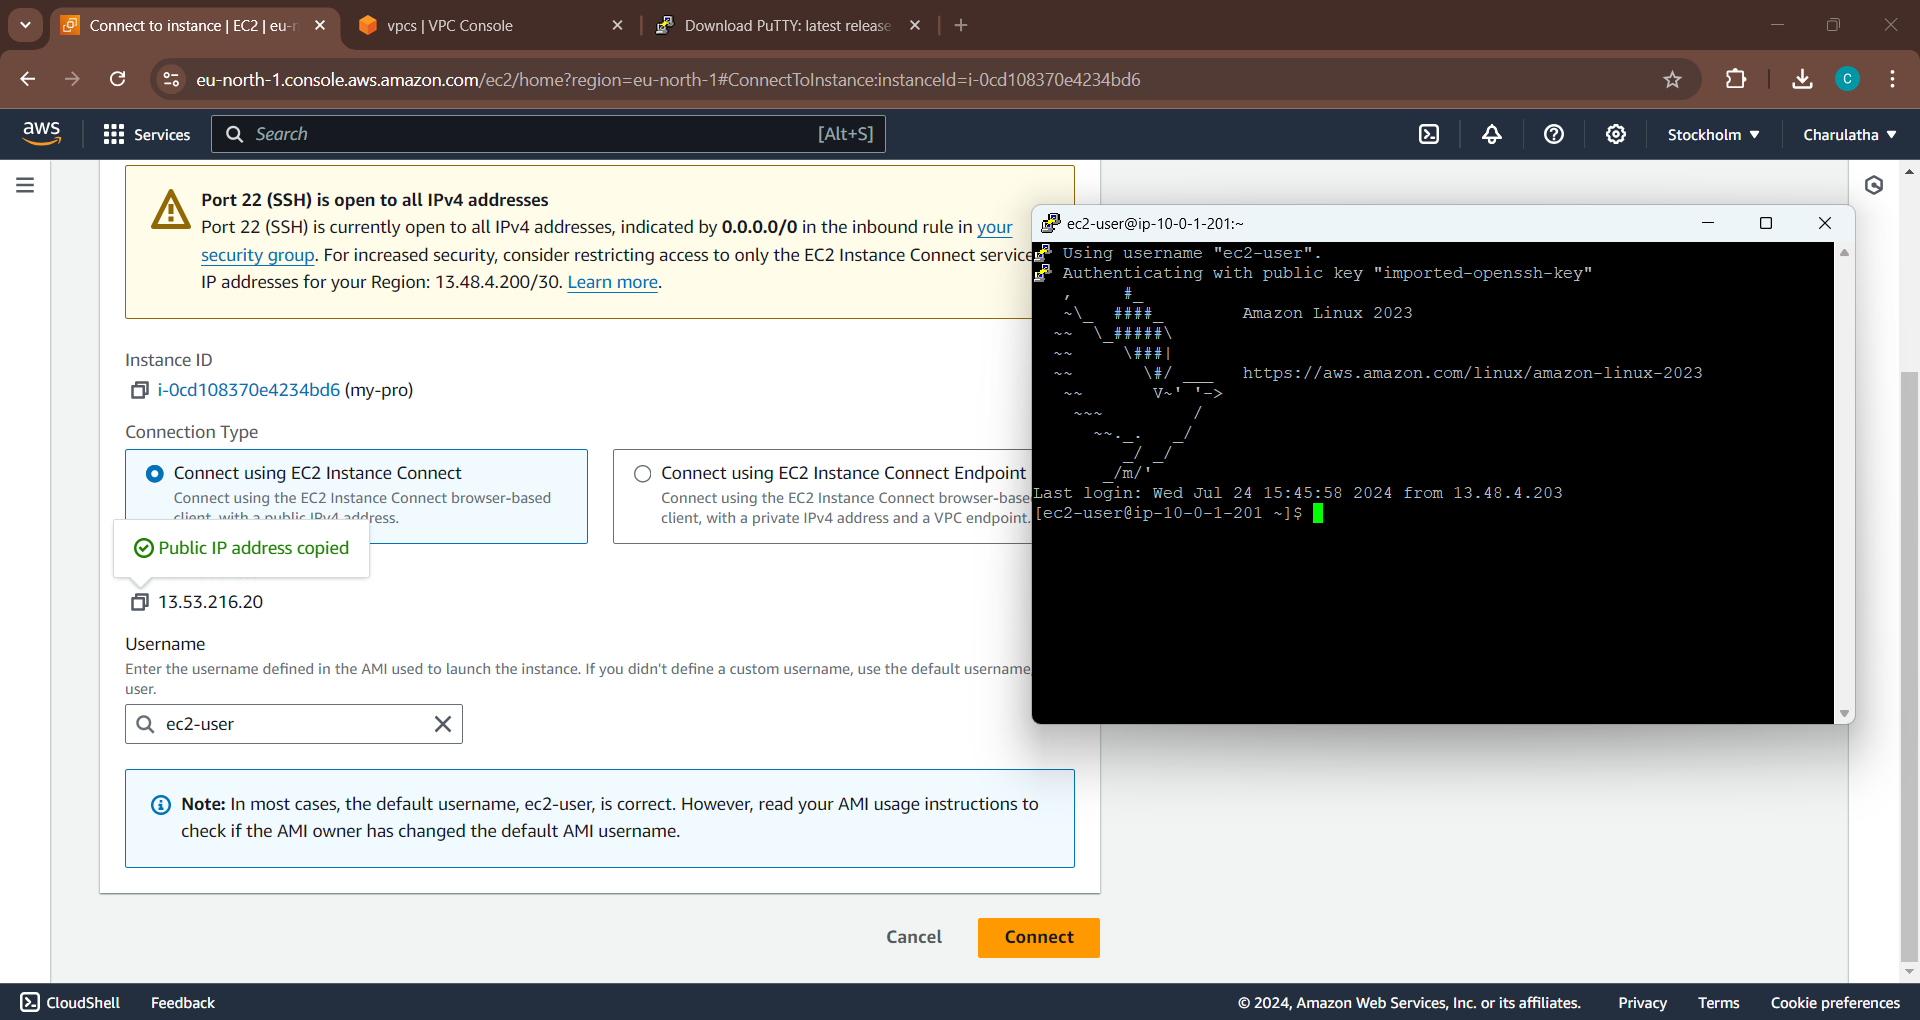 Connect to instance | EC2 | eu-n
vpcs | VPC Console
Download PuTTY: latest release
eu-north-1.console.aws.amazon.com/ec2/home?region=eu-north-1#ConnectToInstance:instanceId=i-0cd108370e4234bd6
C
aws
Services
Search
[Alt+S]
Stockholm
Charulatha
Port 22 (SSH) is open to all IPv4 addresses
Port 22 (SSH) is currently open to all IPv4 addresses, indicated by 0.0.0.0/0 in the inbound rule in your
security group. For increased security, consider restricting access to only the EC2 Instance Connect service
IP addresses for your Region: 13.48.4.200/30. Learn more.
Instance ID
i-0cd108370e4234bd6 (my-pro)
Connection Type
Connect using EC2 Instance Connect
Connect using the EC2 Instance Connect browser-based
client, with a public IPv4 address.
Connect using EC2 Instance Connect Endpoint
Connect using the EC2 Instance Connect browser-base
client, with a private IPv4 address and a VPC endpoint.
Public IP address copied
13.53.216.20
Username
Enter the username defined in the AMI used to launch the instance. If you didn't define a custom username, use the default username,
user.
ec2-user
Note: In most cases, the default username, ec2-user, is correct. However, read your AMI usage instructions to
check if the AMI owner has changed the default AMI username.
Cancel
Connect
ec2-user@ip-10-0-1-201:~
Using username "ec2-user".
Authenticating with public key "imported-openssh-key"
   ,     #_
   ~\_  ####_        Amazon Linux 2023
  ~~  \_#####\
  ~~     \###|
  ~~       \#/ ___   https://aws.amazon.com/linux/amazon-linux-2023
   ~~       V~' '->
    ~~~         /
      ~~._.   _/
         _/ _/
       _/m/'
Last login: Wed Jul 24 15:45:58 2024 from 13.48.4.203
[ec2-user@ip-10-0-1-201 ~]$
CloudShell
Feedback
© 2024, Amazon Web Services, Inc. or its affiliates.
Privacy
Terms
Cookie preferences